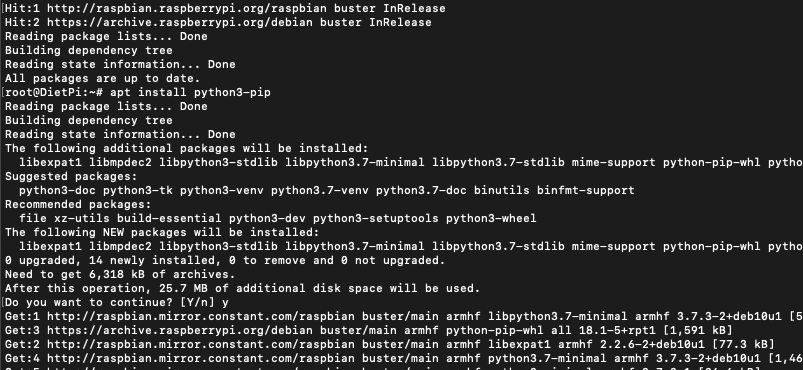 Hit:1 http://raspbian.raspberrypi.org/raspbian buster InRelease
Hit:2 https://archive.raspberrypi.org/debian buster InRelease
Reading package lists... Done
Building dependency tree
Reading state information... Done
All packages are up to date.
root@DietPi:~# apt install python3-pip
Reading package lists... Done
Building dependency tree
Reading state information... Done
The following additional packages will be installed:
libexpat1 libmpdec2 libpython3-stdlib libpython3.7-minimal libpython3.7-stdlib mime-support python-pip-whl pytho
Suggested packages:
python3-doc python3-tk python3-venv python3.7-venv python3.7-doc binutils binfmt-support
Recommended packages:
file xz-utils build-essential python3-dev python3-setuptools python3-wheel
The following NEW packages will be installed:
libexpat1 libmpdec2 libpython3-stdlib libpython3.7-minimal libpython3.7-stdlib mime-support python-pip-whl pytho
0 upgraded, 14 newly installed, 0 to remove and 0 not upgraded.
Need to get 6,318 kB of archives.
After this operation, 25.7 MB of additional disk space will be used.
Do you want to continue? [Y/n] y
Get:1 http://raspbian.mirror.constant.com/raspbian buster/main armhf libpython3.7-minimal armhf 3.7.3-2+deb10u1 [5
Get:3 https://archive.raspberrypi.org/debian buster/main armhf python-pip-whl all 18.1-5+rpt1 [1,591 kB]
Get:2 http://raspbian.mirror.constant.com/raspbian buster/main armhf libexpat1 armhf 2.2.6-2+deb10u1 [77.3 kB]
Get:4 http://raspbian.mirror.constant.com/raspbian buster/main armhf python3.7-minimal armhf 3.7.3-2+deb10u1 [1,46